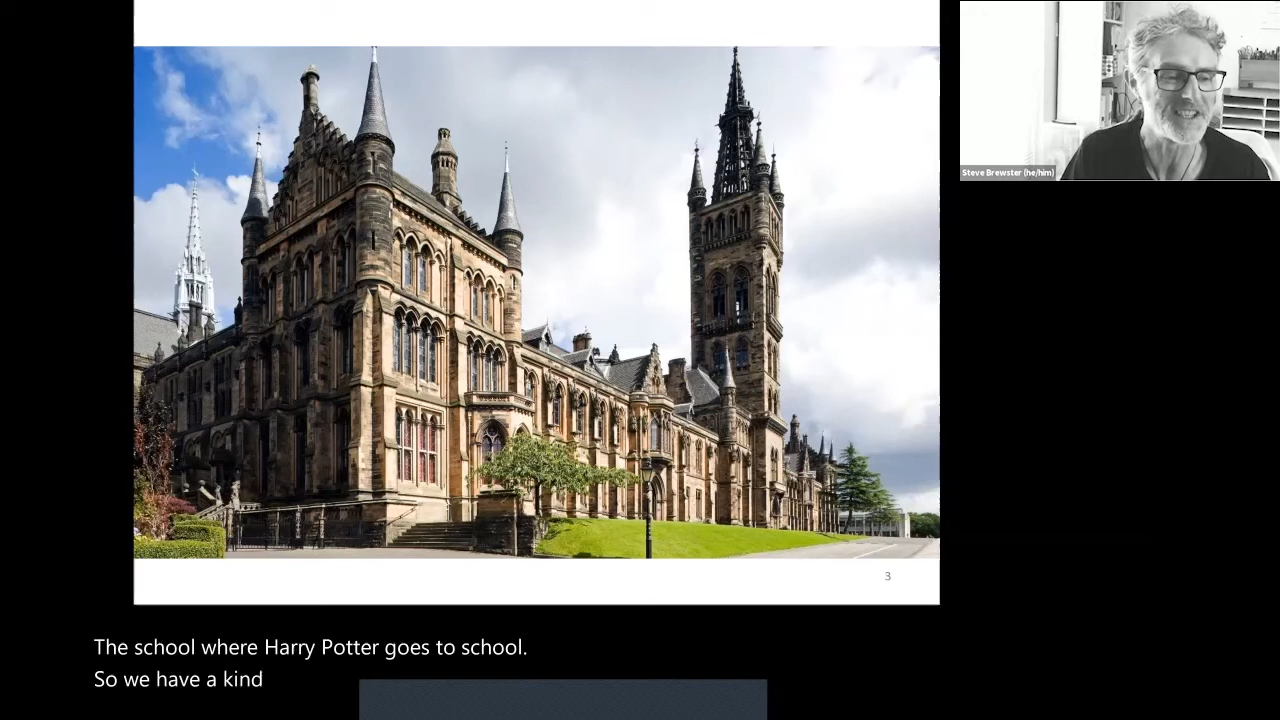 Steve Brewster (he/him)
3
The school where Harry Potter goes to school.
So we have a kind